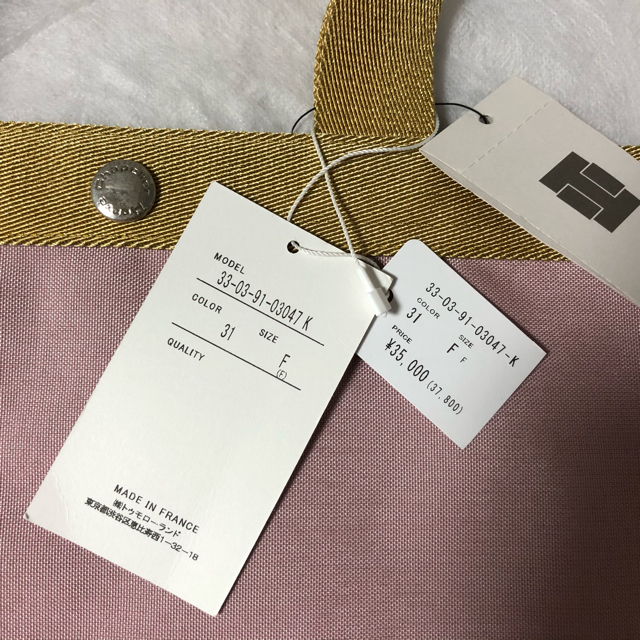 MODEL
33-03-91-03047 K
COLOR SIZE
31 F
(F)
QUALITY
MADE IN FRANCE
㈱トゥモローランド
東京都渋谷区恵比寿西1-32-18
33-03-91-03047-K
COLOR SIZE
31 F F
PRICE
¥35,000 (37,800)